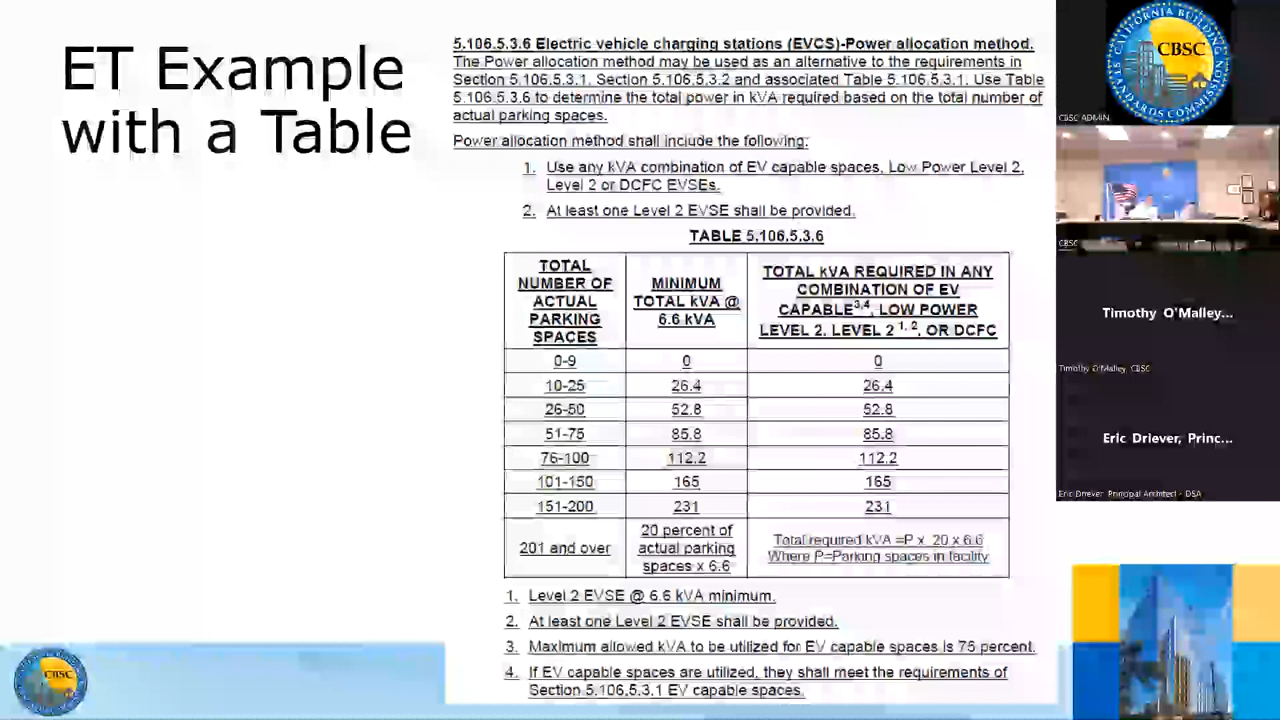 ET Example
with a Table
5.106.5.3.6 Electric vehicle charging stations (EVCS)-Power allocation method.
The Power allocation method may be used as an alternative to the requirements in
Section 5.106.5.3.1, Section 5.106.5.3.2 and associated Table 5.106.5.3.1. Use Table
5.106.5.3.6 to determine the total power in kVA required based on the total number of
actual parking spaces.
Power allocation method shall include the following:
1. Use any kVA combination of EV capable spaces, Low Power Level 2,
Level 2 or DCFC EVSEs.
2. At least one Level 2 EVSE shall be provided.
TABLE 5.106.5.3.6
TOTAL
NUMBER OF
ACTUAL
PARKING
SPACES
MINIMUM
TOTAL kVA @
6.6 kVA
TOTAL kVA REQUIRED IN ANY
COMBINATION OF EV
CAPABLE3,4, LOW POWER
LEVEL 2, LEVEL 2 1, 2, OR DCFC
0-9 0 0
10-25 26.4 26.4
26-50 52.8 52.8
51-75 85.8 85.8
76-100 112.2 112.2
101-150 165 165
151-200 231 231
201 and over
20 percent of
actual parking
spaces x 6.6
Total required kVA =P x .20 x 6.6
Where P=Parking spaces in facility
1. Level 2 EVSE @ 6.6 kVA minimum.
2. At least one Level 2 EVSE shall be provided.
3. Maximum allowed kVA to be utilized for EV capable spaces is 75 percent.
4. If EV capable spaces are utilized, they shall meet the requirements of
Section 5.106.5.3.1 EV capable spaces.
CBSC
CALIFORNIA BUILDING
STANDARDS COMMISSION
CBSC
CBSC ADMIN
CBSC
Timothy O'Malley...
Timothy O'Malley, CBSC
Eric Driever, Princ...
Eric Driever, Principal Architect - DSA